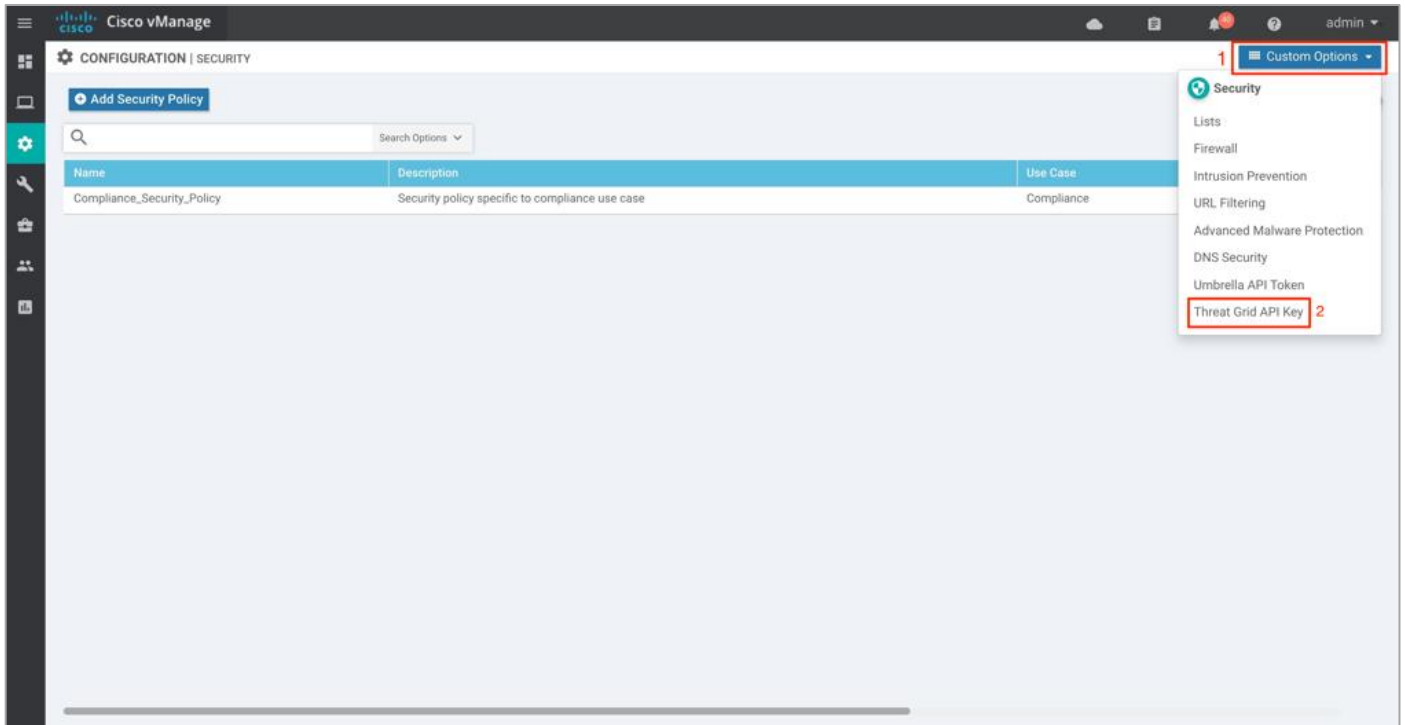 cisco Cisco vManage 40 admin
CONFIGURATION | SECURITY 1 Custom Options
Add Security Policy
Search Options
Name Description Use Case
Compliance_Security_Policy Security policy specific to compliance use case Compliance
Security
Lists
Firewall
Intrusion Prevention
URL Filtering
Advanced Malware Protection
DNS Security
Umbrella API Token
Threat Grid API Key 2